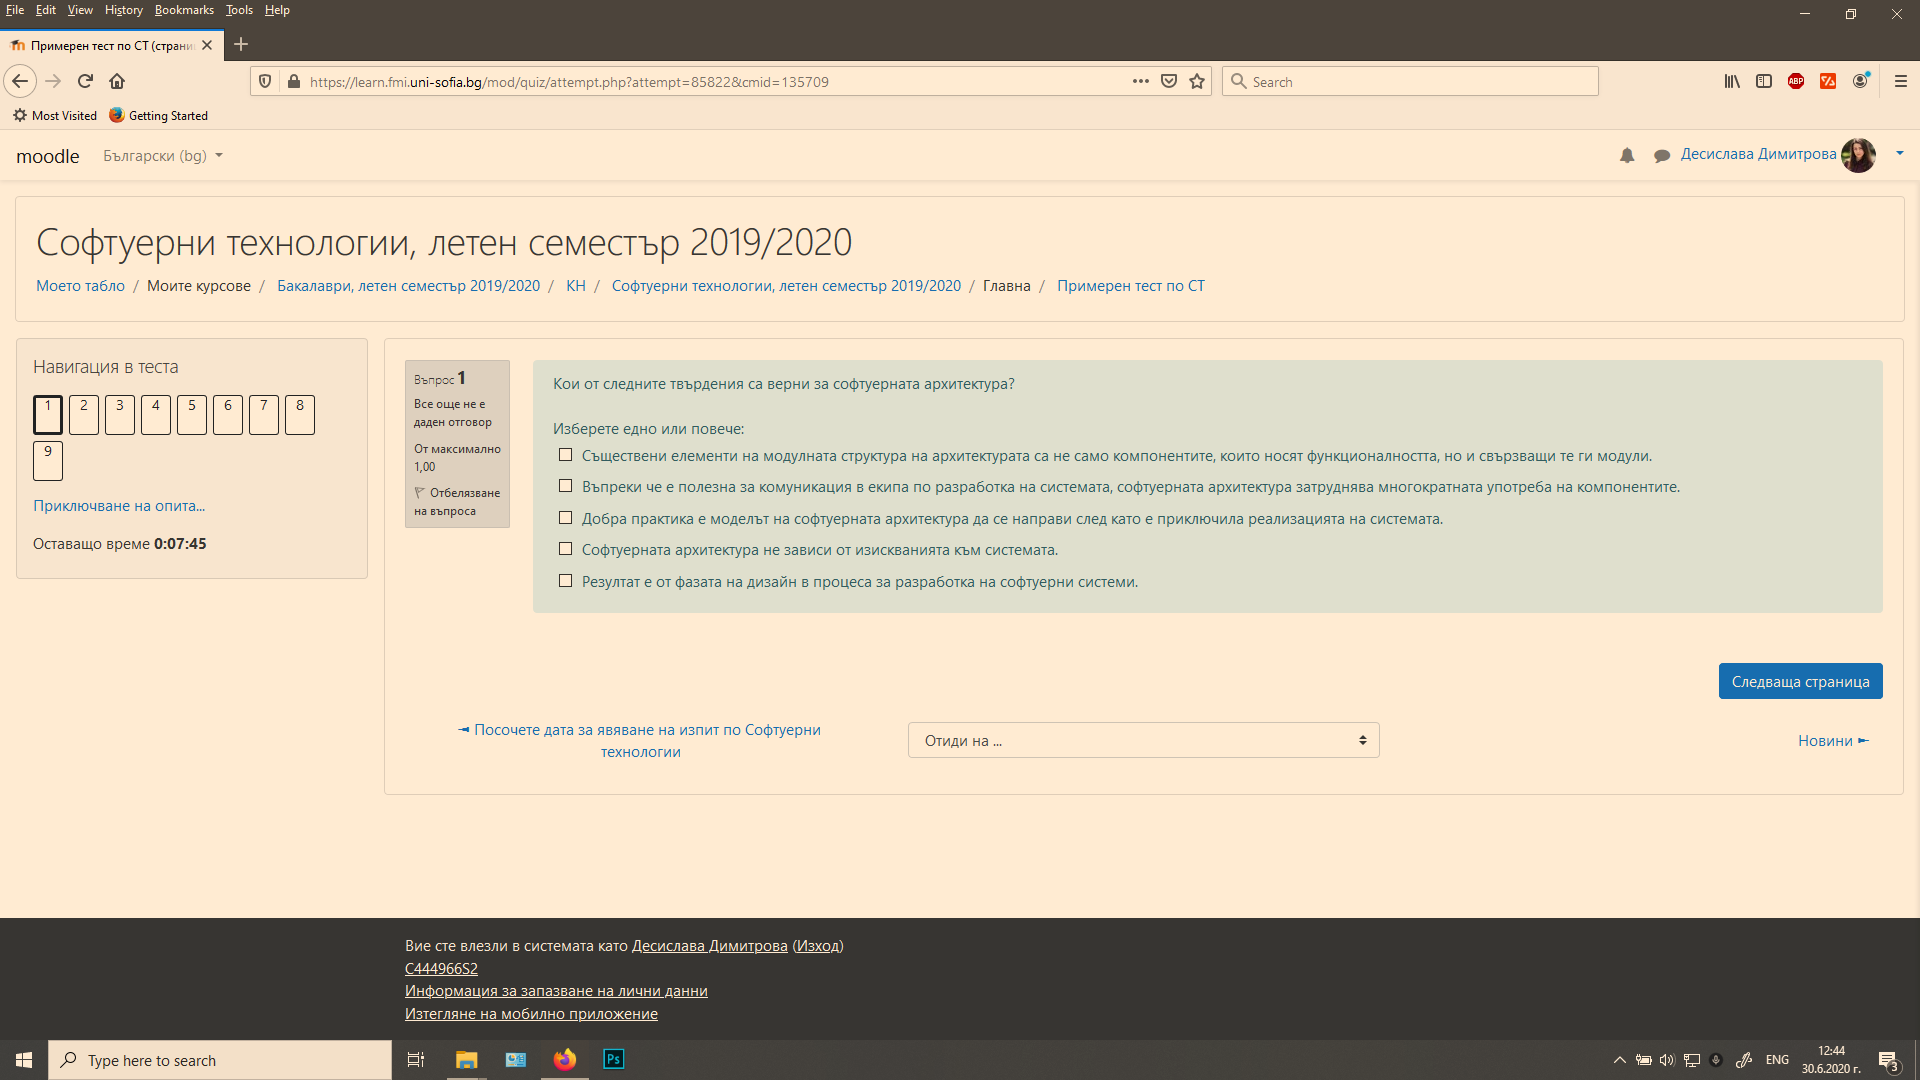 File Edit View History Bookmarks Tools Help
Примерен тест по СТ (страни
https://learn.fmi.uni-sofia.bg/mod/quiz/attempt.php?attempt=85822&cmid=135709
Search
ABP
Most Visited Getting Started
moodle Български (bg)
Десислава Димитрова
Софтуерни технологии, летен семестър 2019/2020
Моето табло / Моите курсове / Бакалаври, летен семестър 2019/2020 / КН / Софтуерни технологии, летен семестър 2019/2020 / Главна / Примерен тест по СТ
Навигация в теста
1 2 3 4 5 6 7 8
9
Приключване на опита...
Оставащо време 0:07:45
Въпрос 1
Все още не е
даден отговор
От максимално
1,00
Отбелязване
на въпроса
Кои от следните твърдения са верни за софтуерната архитектура?
Изберете едно или повече:
Съществени елементи на модулната структура на архитектурата са не само компонентите, които носят функционалността, но и свързващи те ги модули.
Въпреки че е полезна за комуникация в екипа по разработка на системата, софтуерната архитектура затруднява многократната употреба на компонентите.
Добра практика е моделът на софтуерната архитектура да се направи след като е приключила реализацията на системата.
Софтуерната архитектура не зависи от изискванията към системата.
Резултат е от фазата на дизайн в процеса за разработка на софтуерни системи.
Следваща страница
◄ Посочете дата за явяване на изпит по Софтуерни
технологии
Отиди на ...
Новини ►
Вие сте влезли в системата като Десислава Димитрова (Изход)
C444966S2
Информация за запазване на лични данни
Изтегляне на мобилно приложение
Type here to search
Ps
ENG
12:44
30.6.2020 г.
3